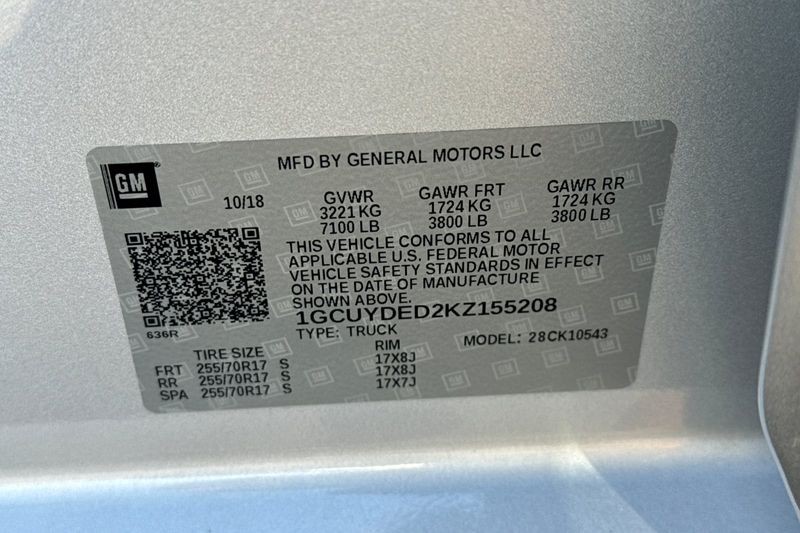 MFD BY GENERAL MOTORS LLC
GM
10/18
GVWR GAWR FRT GAWR RR
3221 KG 1724 KG 1724 KG
7100 LB 3800 LB 3800 LB
THIS VEHICLE CONFORMS TO ALL
APPLICABLE U.S. FEDERAL MOTOR
VEHICLE SAFETY STANDARDS IN EFFECT
ON THE DATE OF MANUFACTURE
SHOWN ABOVE.
1GCUYDED2KZ155208
636R
TYPE: TRUCK MODEL: 28CK10543
TIRE SIZE RIM
FRT 255/70R17 S 17X8J
RR 255/70R17 S 17X8J
SPA 255/70R17 S 17X7J